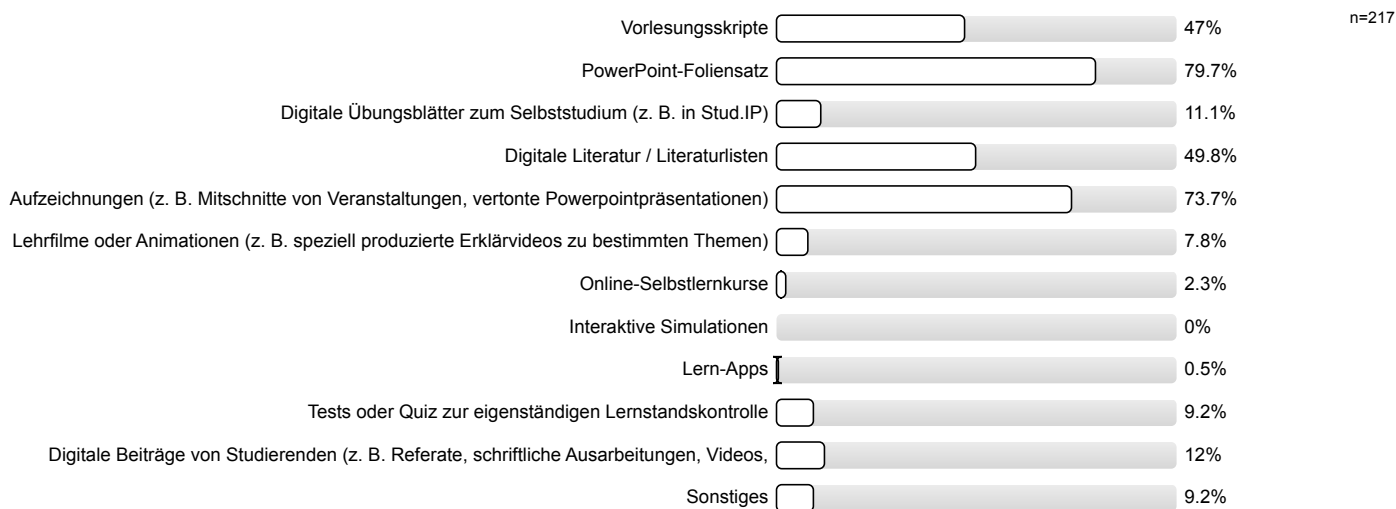 Vorlesungsskripte 47% n=217
PowerPoint-Foliensatz 79.7%
Digitale Übungsblätter zum Selbststudium (z. B. in Stud.IP) 11.1%
Digitale Literatur / Literaturlisten 49.8%
Aufzeichnungen (z. B. Mitschnitte von Veranstaltungen, vertonte Powerpointpräsentationen) 73.7%
Lehrfilme oder Animationen (z. B. speziell produzierte Erklärvideos zu bestimmten Themen) 7.8%
Online-Selbstlernkurse 2.3%
Interaktive Simulationen 0%
Lern-Apps 0.5%
Tests oder Quiz zur eigenständigen Lernstandskontrolle 9.2%
Digitale Beiträge von Studierenden (z. B. Referate, schriftliche Ausarbeitungen, Videos, 12%
Sonstiges 9.2%